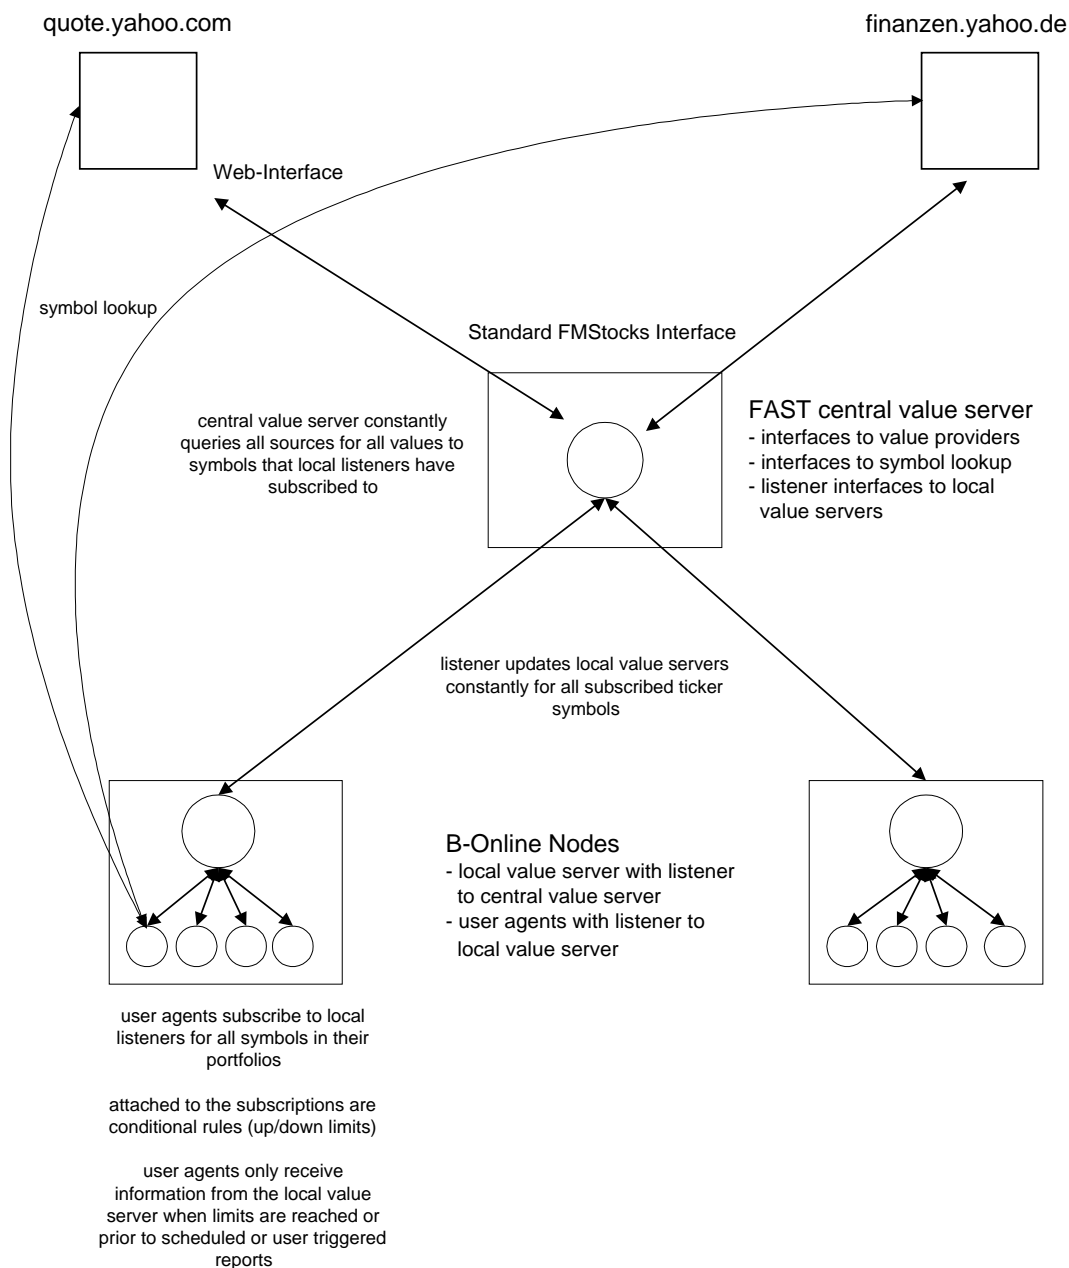 quote.yahoo.com
finanzen.yahoo.de
Web-Interface
symbol lookup
Standard FMStocks Interface
central value server constantly
queries all sources for all values to
symbols that local listeners have
subscribed to
FAST central value server
- interfaces to value providers
- interfaces to symbol lookup
- listener interfaces to local
value servers
listener updates local value servers
constantly for all subscribed ticker
symbols
B-Online Nodes
- local value server with listener
to central value server
- user agents with listener to
local value server
user agents subscribe to local
listeners for all symbols in their
portfolios
attached to the subscriptions are
conditional rules (up/down limits)
user agents only receive
information from the local value
server when limits are reached or
prior to scheduled or user triggered
reports